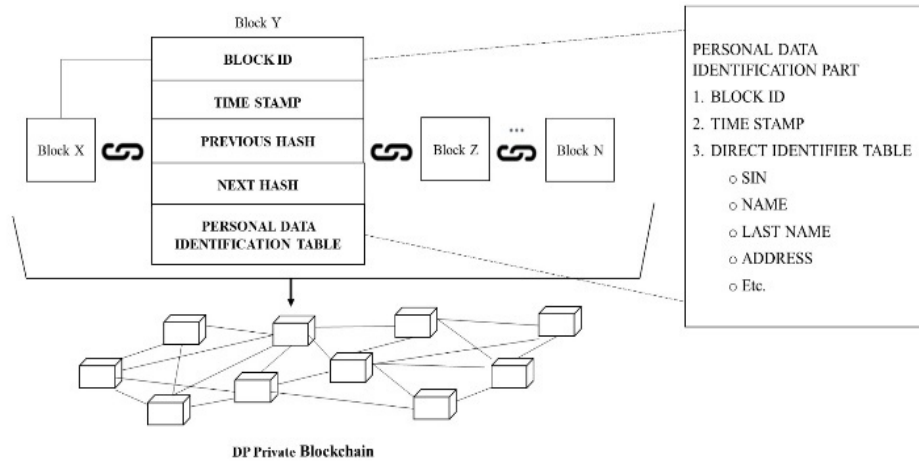 Block Y
BLOCK ID
TIME STAMP
PREVIOUS HASH
NEXT HASH
PERSONAL DATA
IDENTIFICATION TABLE
Block X
Block Z
...
Block N
PERSONAL DATA
IDENTIFICATION PART
1. BLOCK ID
2. TIME STAMP
3. DIRECT IDENTIFIER TABLE
o SIN
o NAME
o LAST NAME
o ADDRESS
o Etc.
DP Private Blockchain